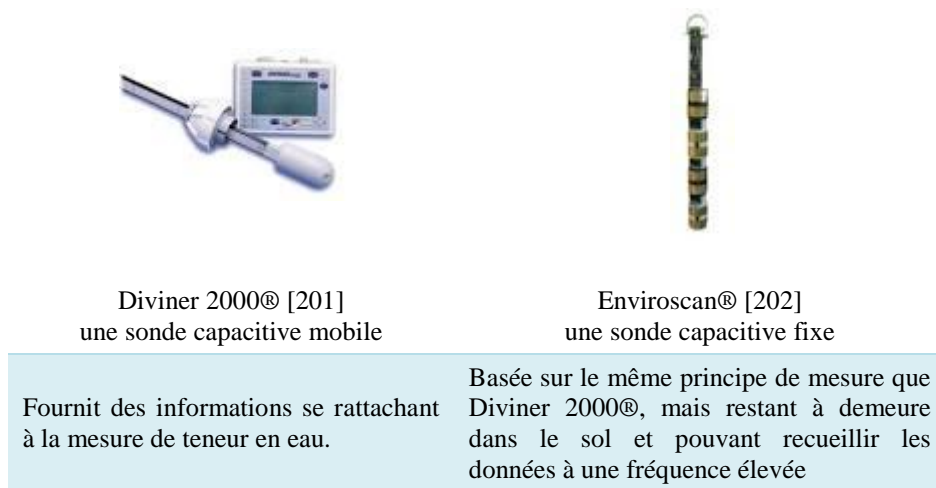 Diviner 2000® [201]
une sonde capacitive mobile
Enviroscan® [202]
une sonde capacitive fixe
Fournit des informations se rattachant
à la mesure de teneur en eau.
Basée sur le même principe de mesure que
Diviner 2000®, mais restant à demeure
dans le sol et pouvant recueillir les
données à une fréquence élevée